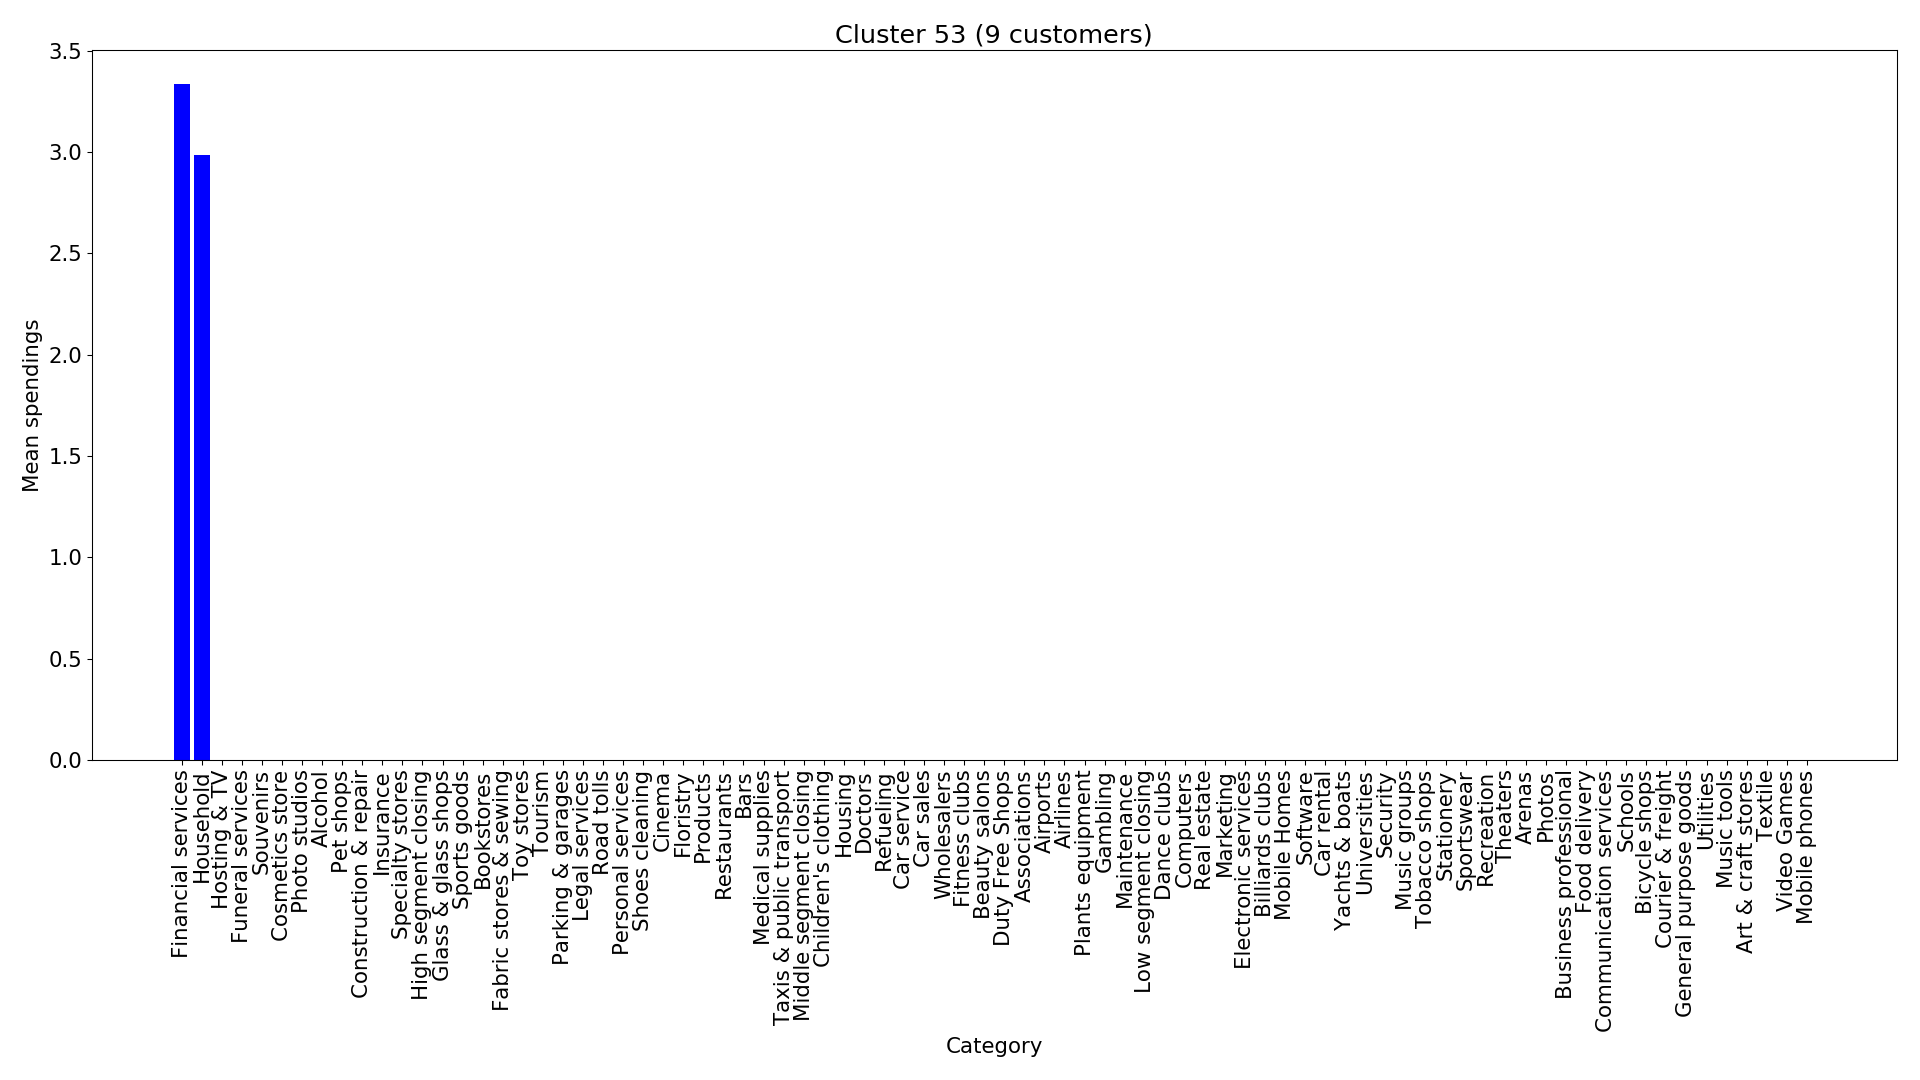 Cluster 53 (9 customers)
3.5
3.0
2.5
2.0
1.5
1.0
0.5
0.0
Mean spendings
Financial services
Household
Hosting & TV
Funeral services
Souvenirs
Cosmetics store
Photo studios
Alcohol
Pet shops
Construction & repair
Insurance
Specialty stores
High segment closing
Glass & glass shops
Sports goods
Bookstores
Fabric stores & sewing
Toy stores
Tourism
Parking & garages
Legal services
Road tolls
Personal services
Shoes cleaning
Cinema
Floristry
Products
Restaurants
Bars
Medical supplies
Taxis & public transport
Middle segment closing
Children's clothing
Housing
Doctors
Refueling
Car service
Car sales
Wholesalers
Fitness clubs
Beauty salons
Duty Free Shops
Associations
Airports
Airlines
Plants equipment
Gambling
Maintenance
Low segment closing
Dance clubs
Computers
Real estate
Marketing
Electronic services
Billiards clubs
Mobile Homes
Software
Car rental
Yachts & boats
Universities
Security
Music groups
Tobacco shops
Stationery
Sportswear
Recreation
Theaters
Arenas
Photos
Business professional
Food delivery
Communication services
Schools
Bicycle shops
Courier & freight
General purpose goods
Utilities
Music tools
Art & craft stores
Textile
Video Games
Mobile phones
Category